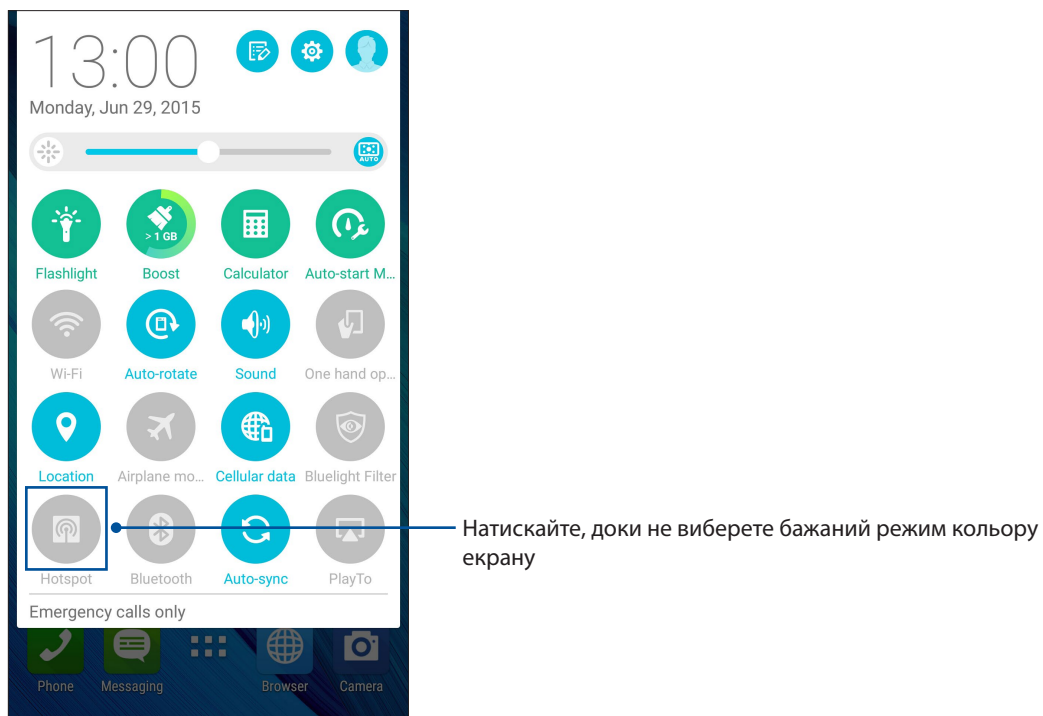 13:00
Monday, Jun 29, 2015
AUTO
> 1 GB
Flashlight Boost Calculator Auto-start M...
Wi-Fi Auto-rotate Sound One hand op...
Location Airplane mo... Cellular data Bluelight Filter
Натискайте, доки не виберете бажаний режим кольору
екрану
Hotspot Bluetooth Auto-sync PlayTo
Emergency calls only
Phone Messaging Browser Camera